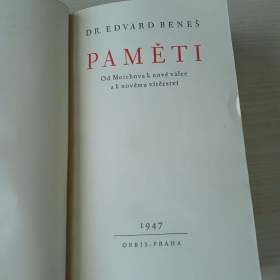 DR. EDVARD BENEŠ
PAMĚTI
Od Mnichova k nové válce
a k novému vítězství
1947
ORBIS-PRAHA